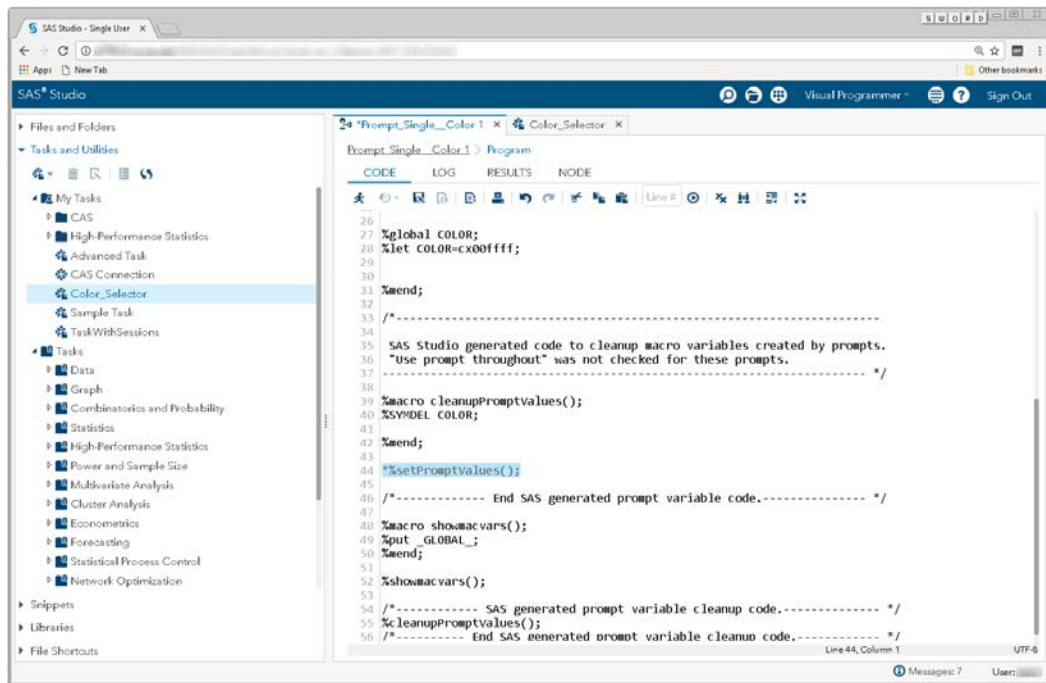 SAS Studio - Single User
S W O R D
Apps New Tab
Other bookmarks
SAS® Studio
Visual Programmer
Sign Out
Files and Folders
Tasks and Utilities
My Tasks
CAS
High-Performance Statistics
Advanced Task
CAS Connection
Color_Selector
Sample Task
TaskWithSessions
Tasks
Data
Graph
Combinatorics and Probability
Statistics
High-Performance Statistics
Power and Sample Size
Multivariate Analysis
Cluster Analysis
Econometrics
Forecasting
Statistical Process Control
Network Optimization
Snippets
Libraries
File Shortcuts
*Prompt_Single__Color 1 Color_Selector
Prompt_Single__Color 1 > Program
CODE LOG RESULTS NODE
Line #
26
27 %global COLOR;
28 %let COLOR=cx00ffff;
29
30
31 %mend;
32
33 /*-----------------------------------------------------------------------
34
35 SAS Studio generated code to cleanup macro variables created by prompts.
36 "Use prompt throughout" was not checked for these prompts.
37 ----------------------------------------------------------------------- */
38
39 %macro cleanupPromptValues();
40 %SYMDEL COLOR;
41
42 %mend;
43
44 *%setPromptValues();
45
46 /*------------- End SAS generated prompt variable code.--------------- */
47
48 %macro showmacvars();
49 %put _GLOBAL_;
50 %mend;
51
52 %showmacvars();
53
54 /*------------ SAS generated prompt variable cleanup code.-------------- */
55 %cleanupPromptValues();
56 /*---------- End SAS generated prompt variable cleanup code.------------ */
Line 44, Column 1
UTF-8
Messages: 7
User: